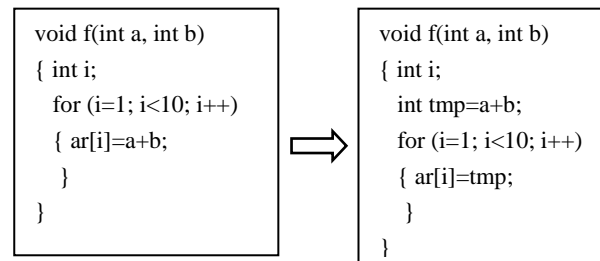 void f(int a, int b)
{ int i;
for (i=1; i<10; i++)
{ ar[i]=a+b;
}
}
void f(int a, int b)
{ int i;
int tmp=a+b;
for (i=1; i<10; i++)
{ ar[i]=tmp;
}
}